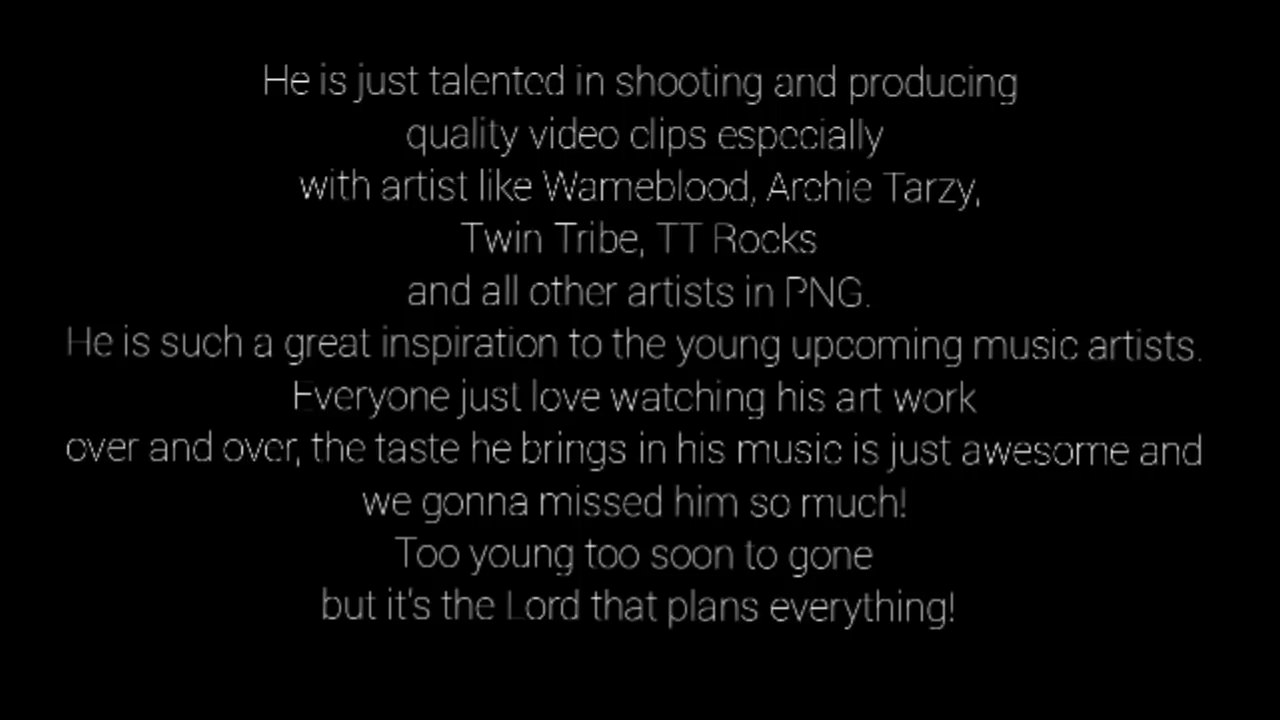 He is just talented in shooting and producing
quality video clips especially
with artist like Wameblood, Archie Tarzy,
Twin Tribe, TT Rocks
and all other artists in PNG.
He is such a great inspiration to the young upcoming music artists.
Everyone just love watching his art work
over and over, the taste he brings in his music is just awesome and
we gonna missed him so much!
Too young too soon to gone
but it's the Lord that plans everything!